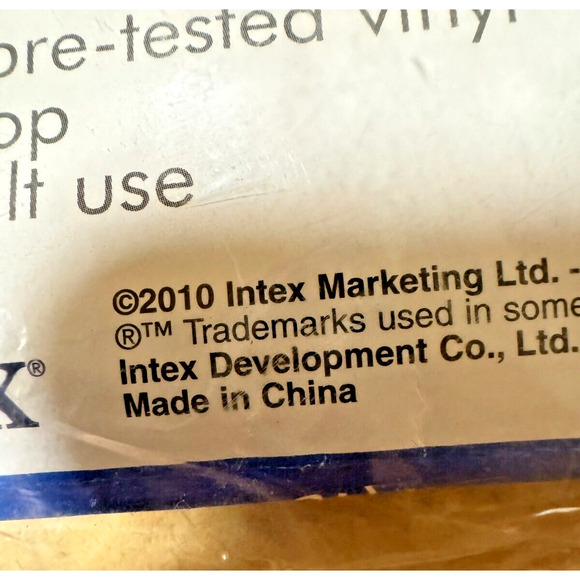 pre-tested vinyl
op
lt use
©2010 Intex Marketing Ltd. -
®™ Trademarks used in some
Intex Development Co., Ltd.
Made in China
X®